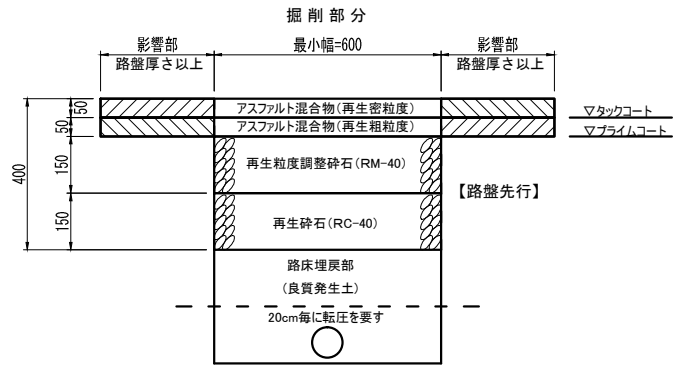 掘削部分
影響部
路盤厚さ以上
最小幅=600
影響部
路盤厚さ以上
400
50
アスファルト混合物(再生密粒度)
▽タックコート
50
アスファルト混合物(再生粗粒度)
▽プライムコート
150
再生粒度調整砕石(RM-40)
【路盤先行】
150
再生砕石(RC-40)
路床埋戻部
(良質発生土)
20cm毎に転圧を要す